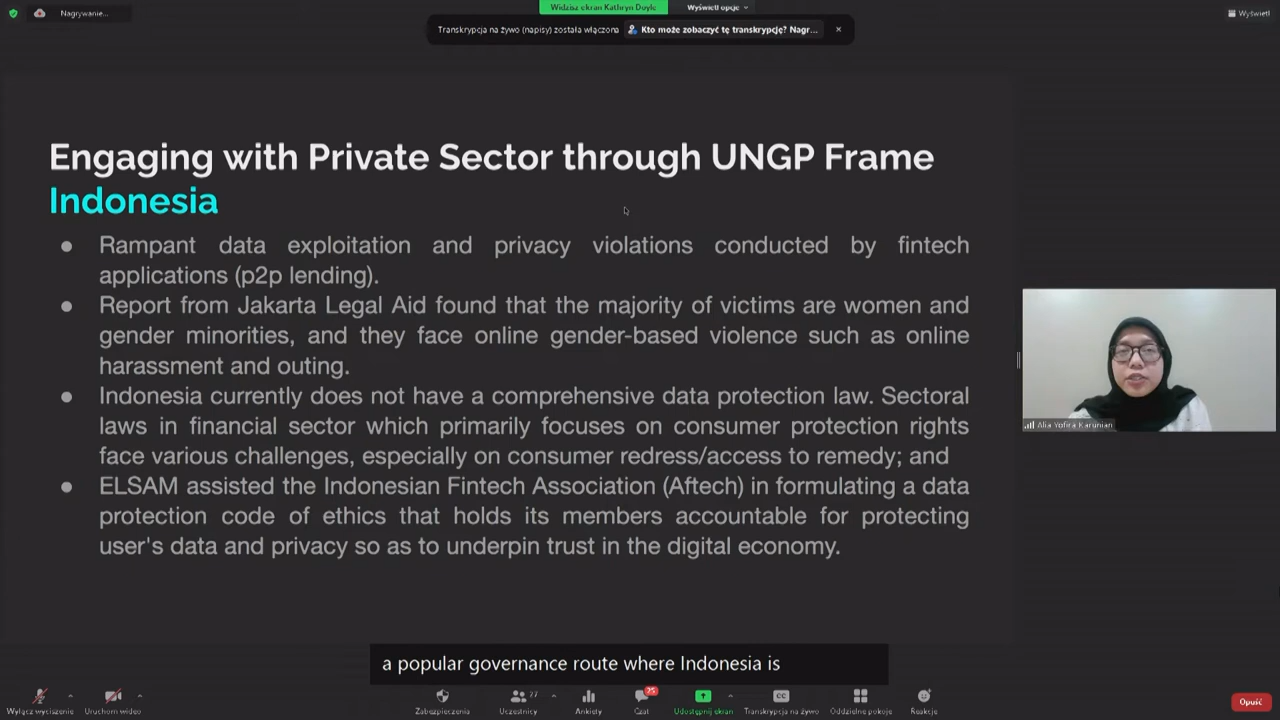 Nagrywanie...
Widzisz ekran Kathryn Doyle
Wyświetl opcje
Wyświetl
Transkrypcja na żywo (napisy) została włączona
Kto może zobaczyć tę transkrypcję? Nagr...
Engaging with Private Sector through UNGP Frame
Indonesia
● Rampant data exploitation and privacy violations conducted by fintech
applications (p2p lending).
● Report from Jakarta Legal Aid found that the majority of victims are women and
gender minorities, and they face online gender-based violence such as online
harassment and outing.
● Indonesia currently does not have a comprehensive data protection law. Sectoral
laws in financial sector which primarily focuses on consumer protection rights
face various challenges, especially on consumer redress/access to remedy; and
● ELSAM assisted the Indonesian Fintech Association (Aftech) in formulating a data
protection code of ethics that holds its members accountable for protecting
user's data and privacy so as to underpin trust in the digital economy.
Alia Yofira Karunian
a popular governance route where Indonesia is
Wyłącz wyciszenie
Uruchom wideo
Zabezpieczenia
Uczestnicy
27
Ankiety
Czat
25
Udostępnij ekran
CC
Transkrypcja na żywo
Oddzielne pokoje
Reakcje
Opuść